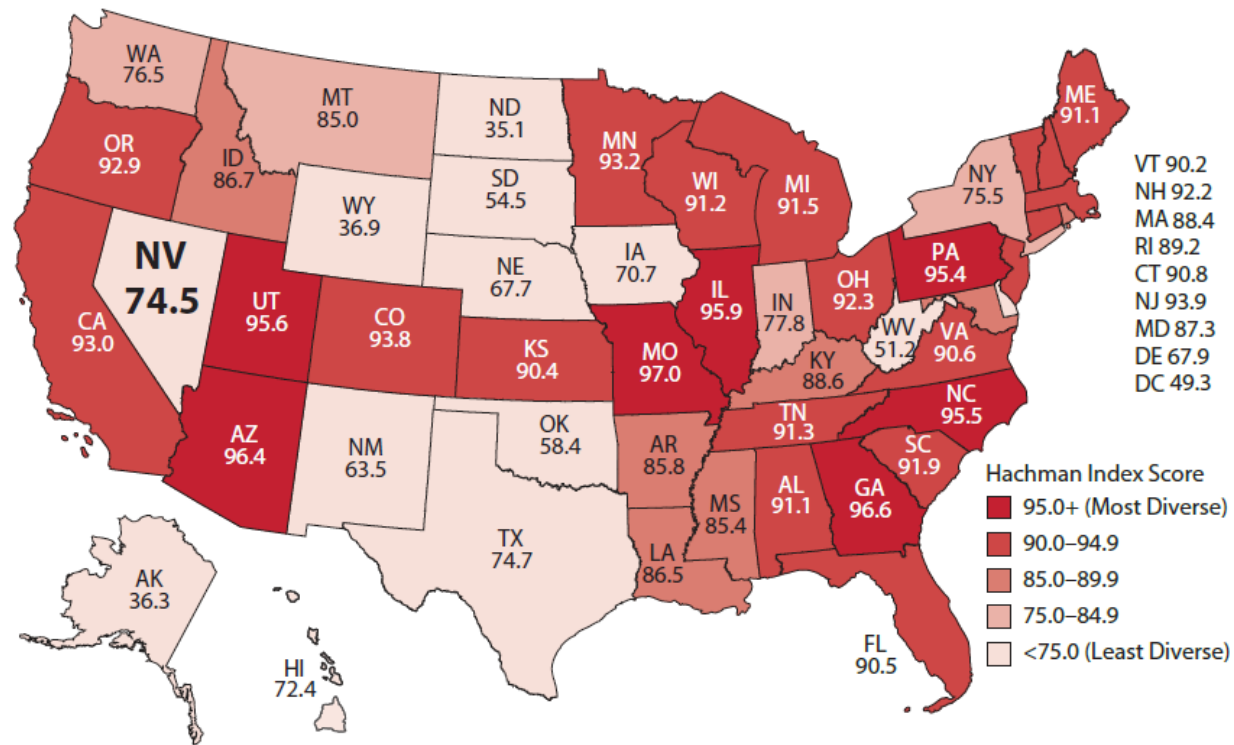 WA
76.5
MT
85.0
ND
35.1
MN
93.2
ME
91.1
OR
92.9
ID
86.7
SD
54.5
WI
91.2
MI
91.5
NY
75.5
VT 90.2
NH 92.2
MA 88.4
RI 89.2
CT 90.8
NJ 93.9
MD 87.3
DE 67.9
DC 49.3
WY
36.9
NV
74.5
NE
67.7
IA
70.7
PA
95.4
UT
95.6
CA
93.0
CO
93.8
IL
95.9
IN
77.8
OH
92.3
WV
51.2
VA
90.6
KS
90.4
MO
97.0
KY
88.6
NC
95.5
TN
91.3
AZ
96.4
NM
63.5
OK
58.4
AR
85.8
SC
91.9
MS
85.4
AL
91.1
GA
96.6
TX
74.7
LA
86.5
AK
36.3
HI
72.4
FL
90.5
Hachman Index Score
95.0+ (Most Diverse)
90.0–94.9
85.0–89.9
75.0–84.9
<75.0 (Least Diverse)